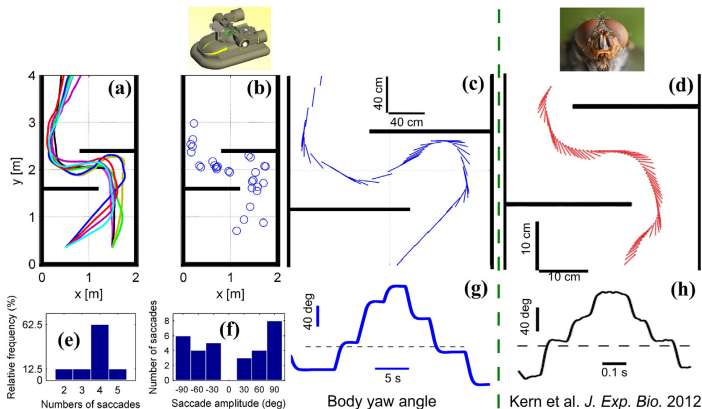 (a)
(b)
(c)
(d)
4
3
2
1
0
y [m]
0 1 2
x [m]
0 1 2
x [m]
40 cm
40 cm
10 cm
10 cm
(e)
Relative frequency (%)
62.5
12.5
0
2 3 4 5
Numbers of saccades
(f)
Number of saccades
8
6
4
2
0
-90 -60 -30 0 30 60 90
Saccade amplitude (deg)
(g)
40 deg
5 s
Body yaw angle
(h)
40 deg
0.1 s
Kern et al. J. Exp. Bio. 2012